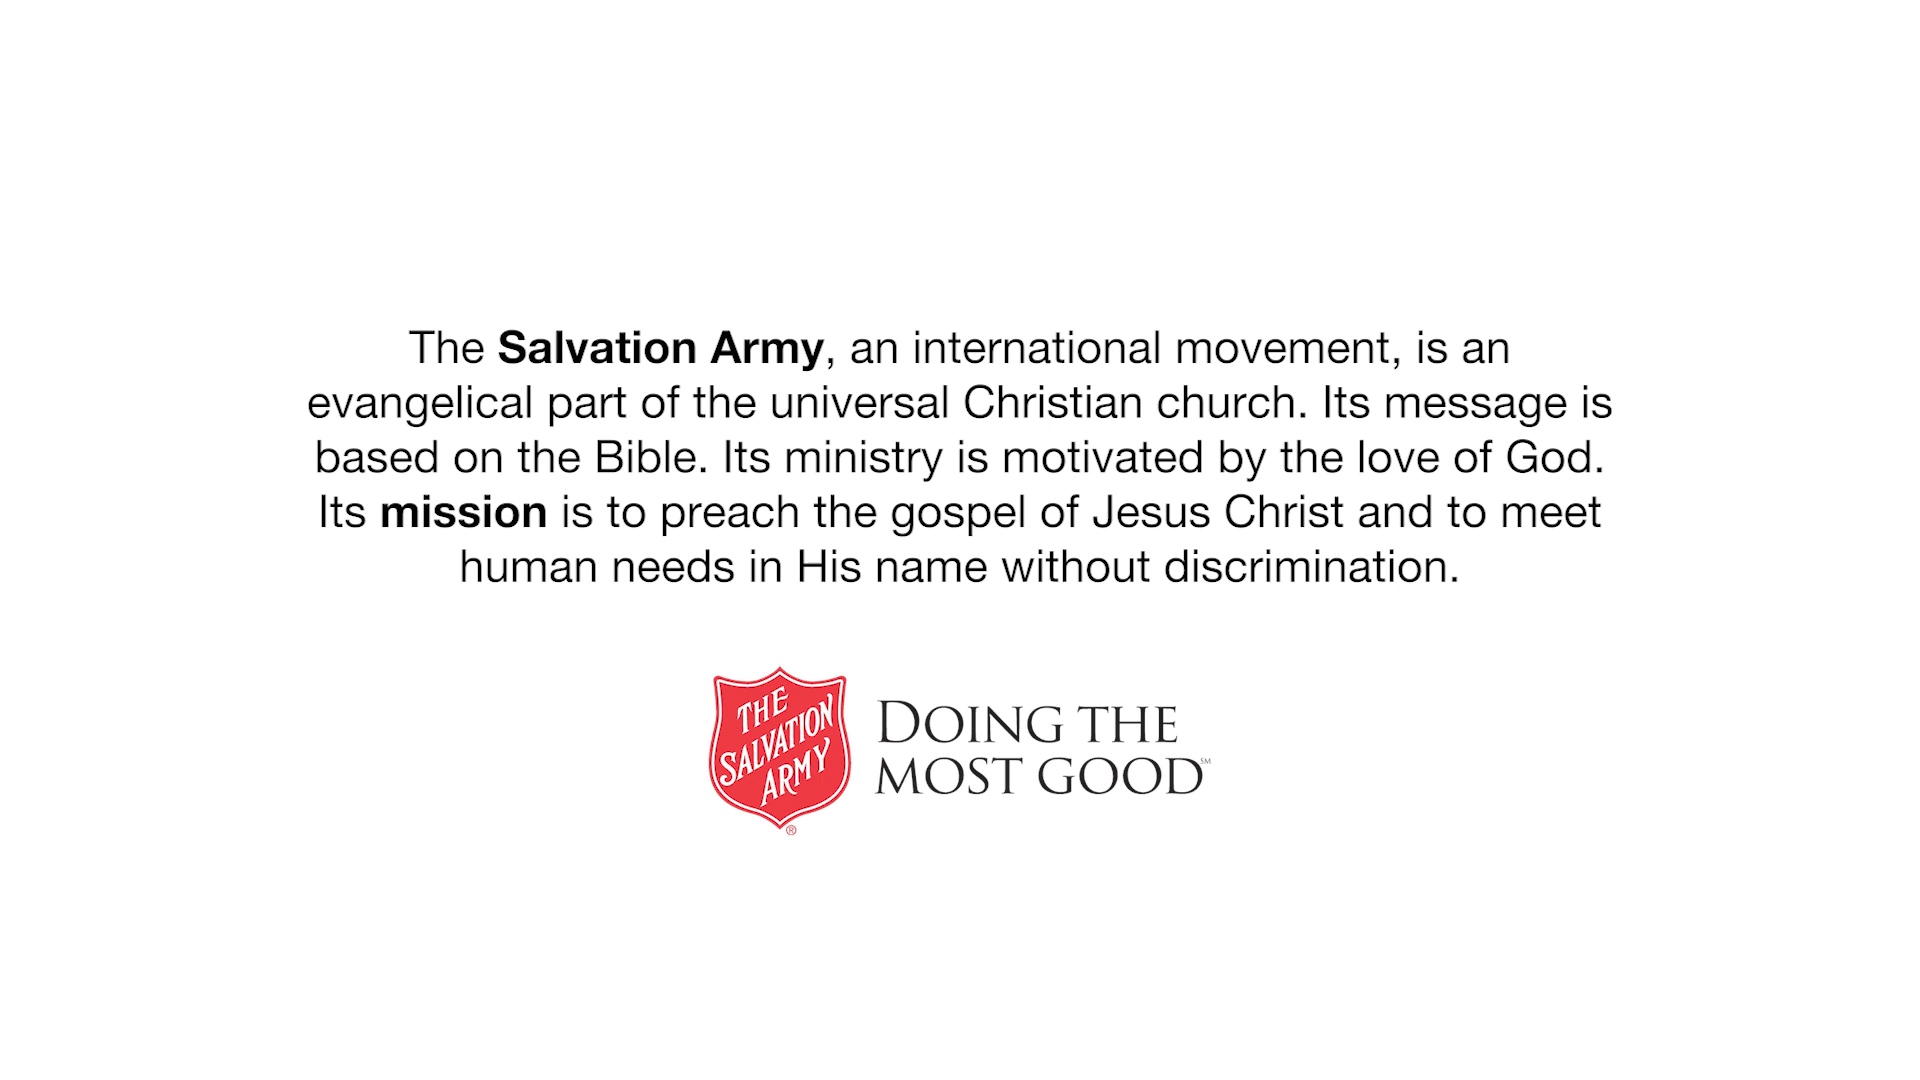 The Salvation Army, an international movement, is an
evangelical part of the universal Christian church. Its message is
based on the Bible. Its ministry is motivated by the love of God.
Its mission is to preach the gospel of Jesus Christ and to meet
human needs in His name without discrimination.
THE
SALVATION
ARMY
®
DOING THE
MOST GOOD℠